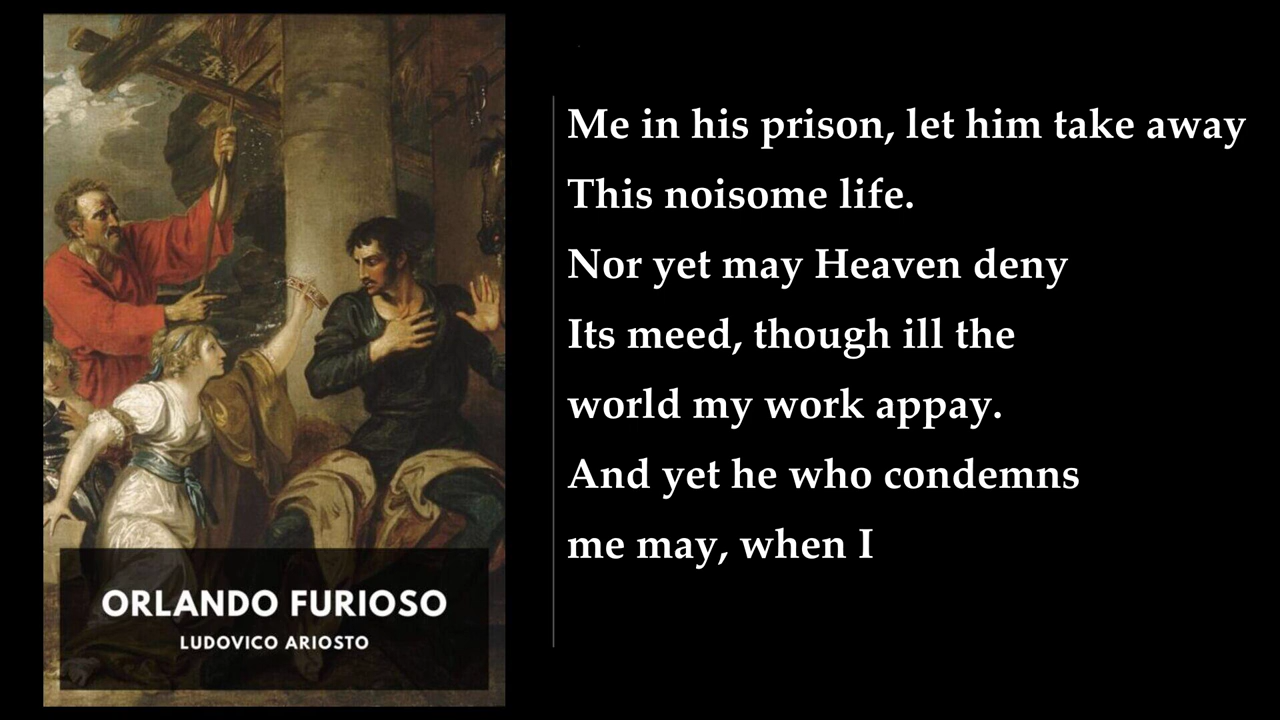 Me in his prison, let him take away
This noisome life.
Nor yet may Heaven deny
Its meed, though ill the
world my work appay.
And yet he who condemns
me may, when I
ORLANDO FURIOSO
LUDOVICO ARIOSTO